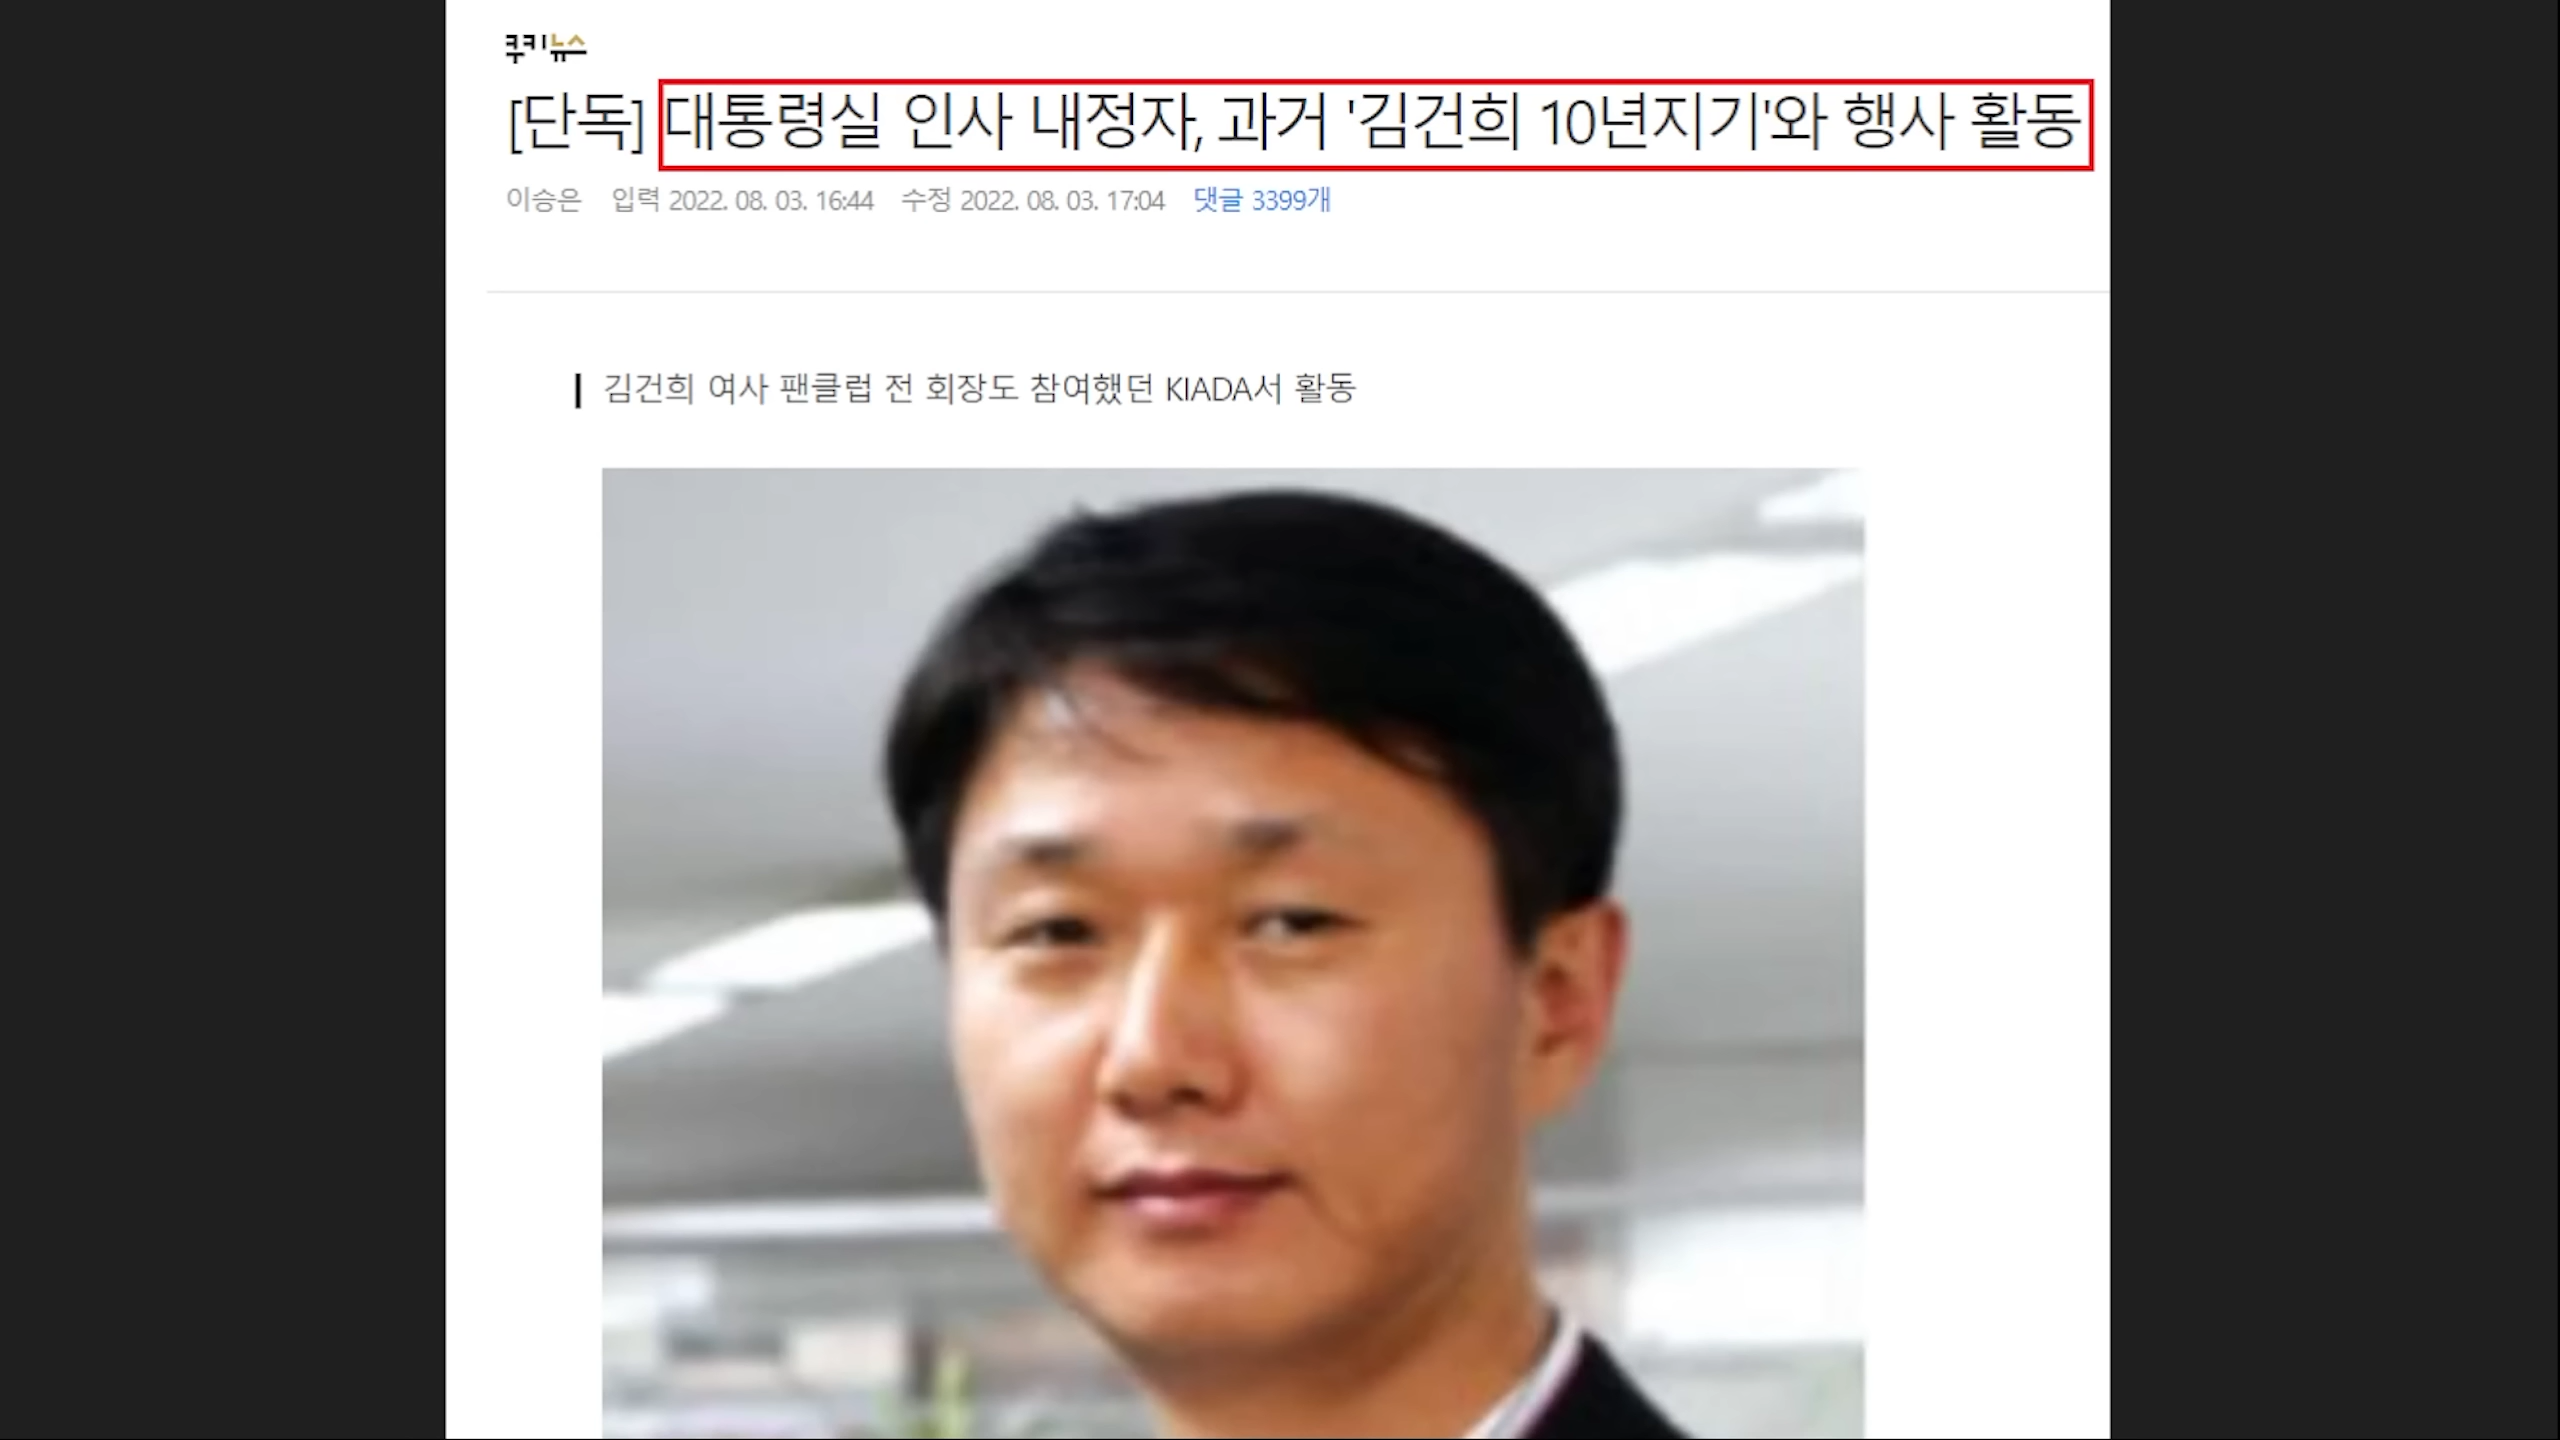 쿠키뉴스
[단독] 대통령실 인사 내정자, 과거 '김건희 10년지기'와 행사 활동
이승은 입력 2022. 08. 03. 16:44 수정 2022. 08. 03. 17:04 댓글 3399개
김건희 여사 팬클럽 전 회장도 참여했던 KIADA서 활동